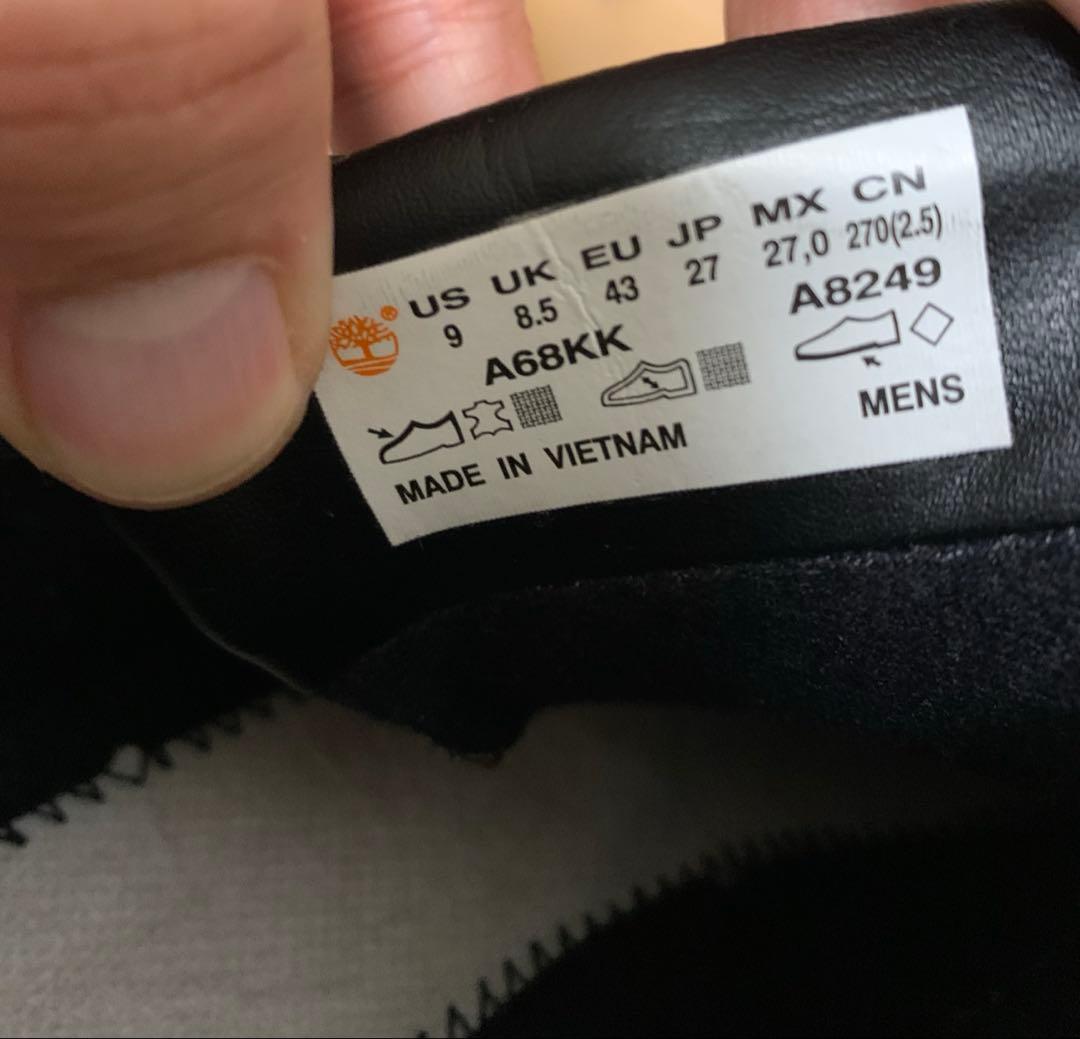 ® US UK EU JP MX CN
9 8.5 43 27 27,0 270(2.5)
A68KK A8249
MADE IN VIETNAM MENS